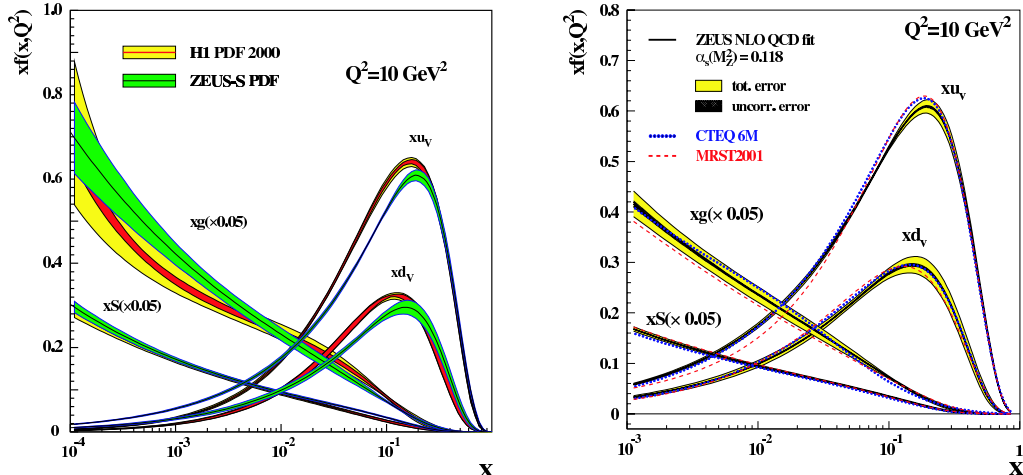 xf(x,Q²)
1.0
0.8
0.6
0.4
0.2
0
H1 PDF 2000
ZEUS-S PDF
Q²=10 GeV²
xu_v
xg(×0.05)
xd_v
xS(×0.05)
10⁻⁴
10⁻³
10⁻²
10⁻¹
x
xf(x,Q²)
0.8
0.7
0.6
0.5
0.4
0.3
0.2
0.1
0
Q²=10 GeV²
ZEUS NLO QCD fit
α_s(M_Z²) = 0.118
tot. error
uncorr. error
CTEQ 6M
MRST2001
xu_v
xg(× 0.05)
xd_v
xS(× 0.05)
10⁻³
10⁻²
10⁻¹
1
x